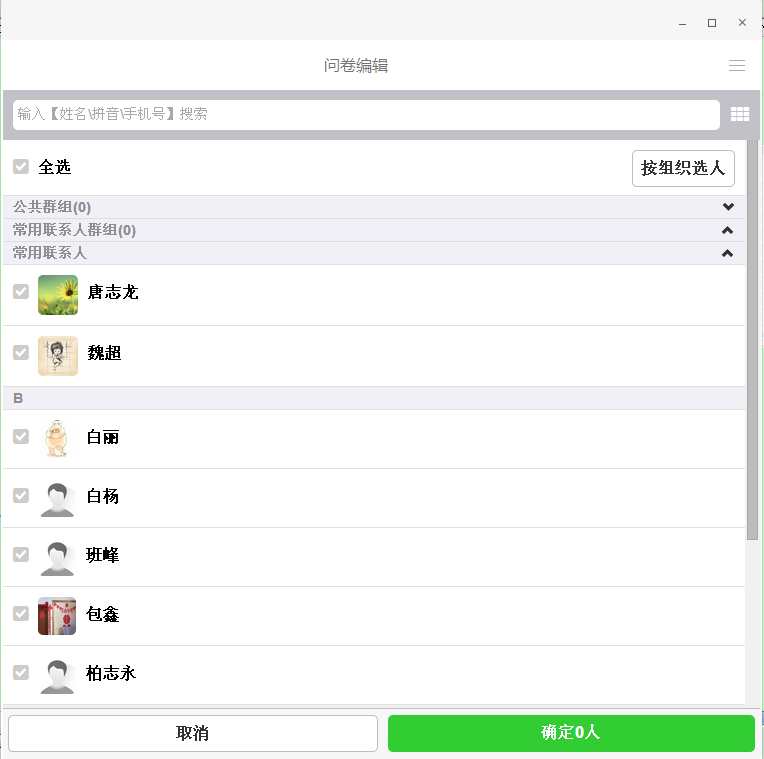 问卷编辑
输入【姓名\拼音\手机号】搜索
全选
按组织选人
公共群组(0)
常用联系人群组(0)
常用联系人
唐志龙
魏超
B
白丽
白杨
班峰
包鑫
柏志永
取消
确定0人